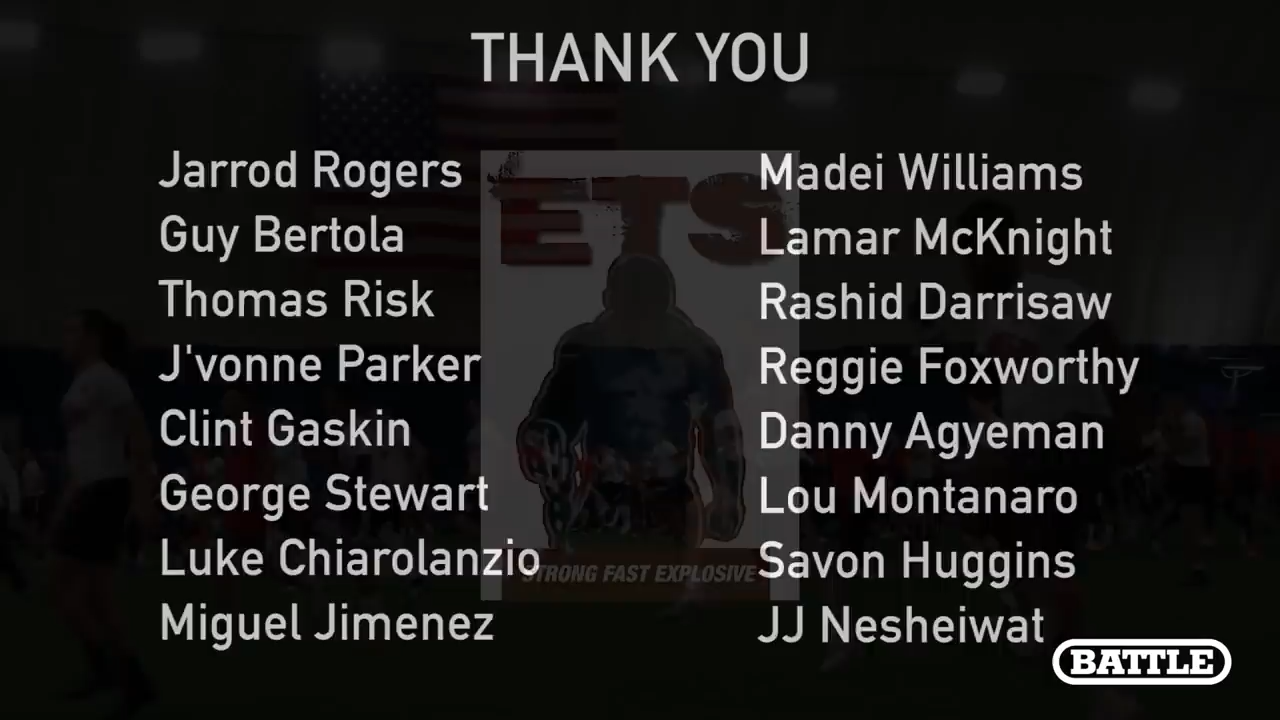 THANK YOU
Jarrod Rogers
Guy Bertola
Thomas Risk
J'vonne Parker
Clint Gaskin
George Stewart
Luke Chiarolanzio
Miguel Jimenez
Madei Williams
Lamar McKnight
Rashid Darrisaw
Reggie Foxworthy
Danny Agyeman
Lou Montanaro
Savon Huggins
JJ Nesheiwat
ETS
STRONG FAST EXPLOSIVE
BATTLE